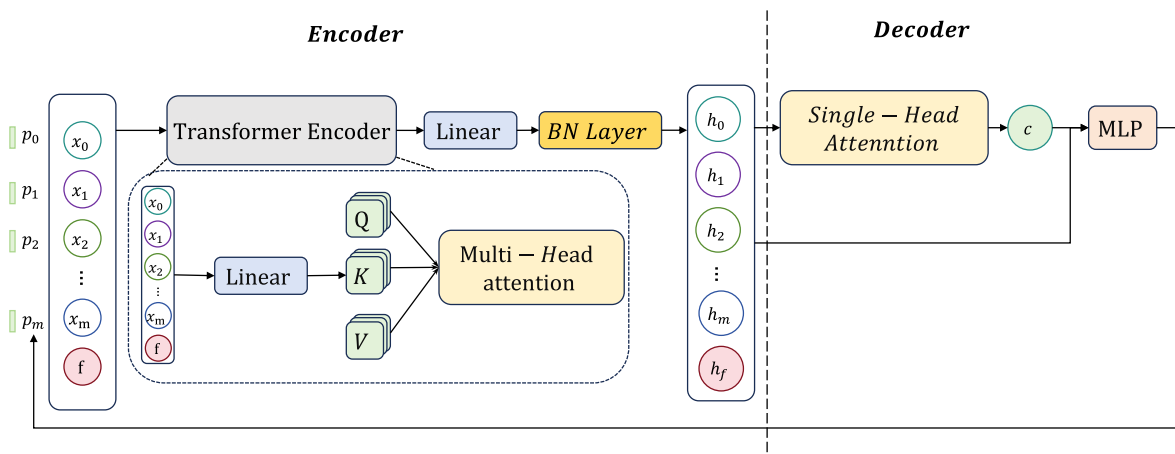 Encoder
Decoder
p₀
p₁
p₂
pₘ
x₀
x₁
x₂
⋮
xₘ
f
Transformer Encoder
Linear
BN Layer
x₀
x₁
x₂
...
xₘ
f
Linear
Q
K
V
Multi − Head
attention
h₀
h₁
h₂
⋮
hₘ
h_f
Single − Head
Attenntion
c
MLP